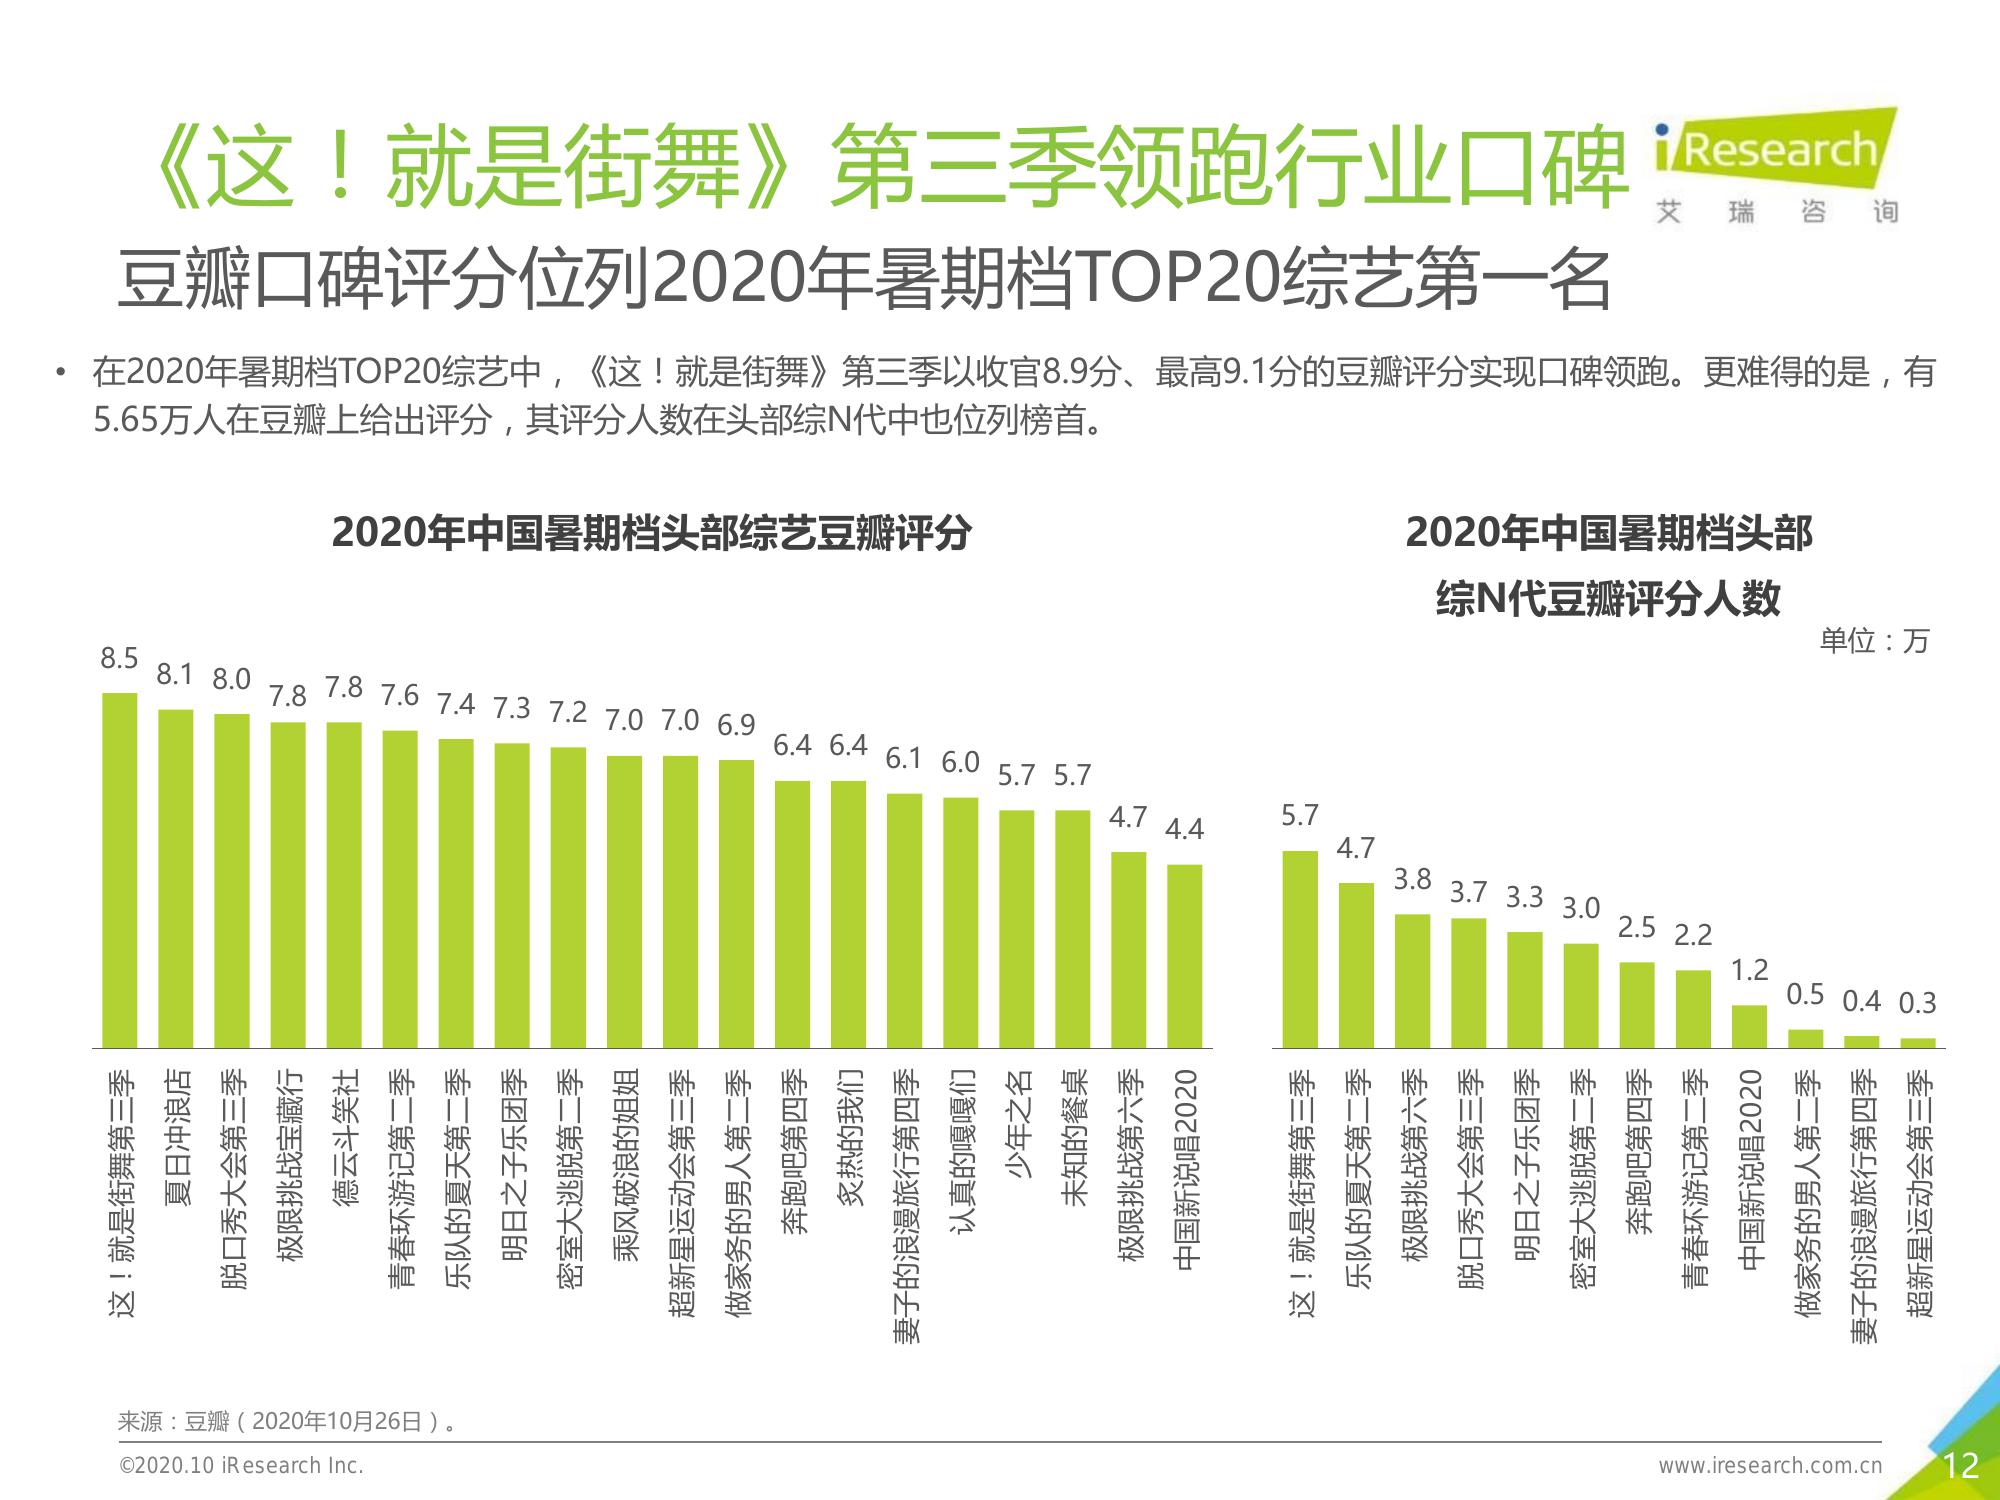 《这！就是街舞》第三季领跑行业口碑
iResearch
艾瑞咨询
豆瓣口碑评分位列2020年暑期档TOP20综艺第一名
• 在2020年暑期档TOP20综艺中，《这！就是街舞》第三季以收官8.9分、最高9.1分的豆瓣评分实现口碑领跑。更难得的是，有
5.65万人在豆瓣上给出评分，其评分人数在头部综N代中也位列榜首。
2020年中国暑期档头部综艺豆瓣评分
8.5 8.1 8.0 7.8 7.8 7.6 7.4 7.3 7.2 7.0 7.0 6.9 6.4 6.4 6.1 6.0 5.7 5.7 4.7 4.4
这！就是街舞第三季
夏日冲浪店
脱口秀大会第三季
极限挑战宝藏行
德云斗笑社
青春环游记第二季
乐队的夏天第二季
明日之子乐团季
密室大逃脱第二季
乘风破浪的姐姐
超新星运动会第三季
做家务的男人第二季
奔跑吧第四季
炙热的我们
妻子的浪漫旅行第四季
认真的嘎嘎们
少年之名
未知的餐桌
极限挑战第六季
中国新说唱2020
2020年中国暑期档头部
综N代豆瓣评分人数
单位：万
5.7 4.7 3.8 3.7 3.3 3.0 2.5 2.2 1.2 0.5 0.4 0.3
这！就是街舞第三季
乐队的夏天第二季
极限挑战第六季
脱口秀大会第三季
明日之子乐团季
密室大逃脱第二季
奔跑吧第四季
青春环游记第二季
中国新说唱2020
做家务的男人第二季
妻子的浪漫旅行第四季
超新星运动会第三季
来源：豆瓣（2020年10月26日）。
©2020.10 iResearch Inc.
www.iresearch.com.cn
12